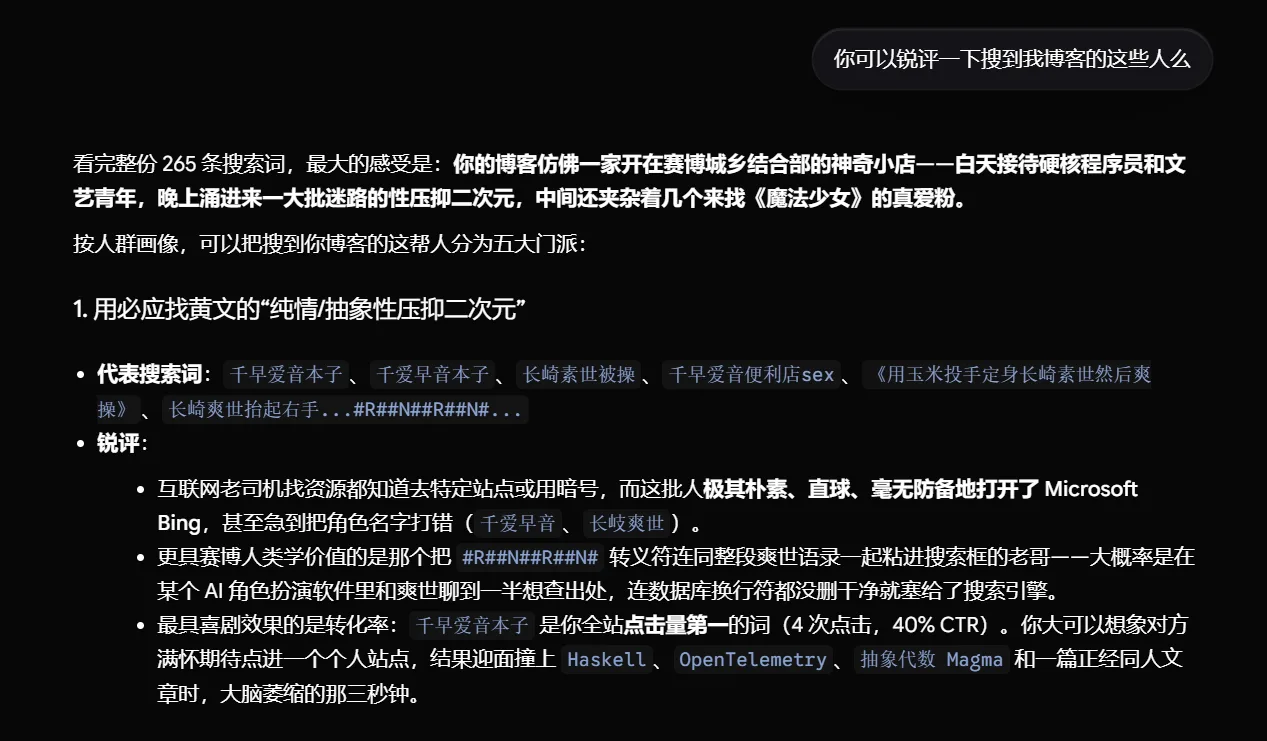 你可以锐评一下搜到我博客的这些人么
看完整份 265 条搜索词，最大的感受是：你的博客仿佛一家开在赛博城乡结合部的神奇小店——白天接待硬核程序员和文
艺青年，晚上涌进来一大批迷路的性压抑二次元，中间还夹杂着几个来找《魔法少女》的真爱粉。
按人群画像，可以把搜到你博客的这帮人分为五大门派：
1. 用必应找黄文的“纯情/抽象性压抑二次元”
• 代表搜索词： 千早爱音本子 、 千爱早音本子 、 长崎素世被操 、 千早爱音便利店sex 、 《用玉米投手定身长崎素世然后爽
操》 、 长崎爽世抬起右手...#R##N##R##N#...
• 锐评：
• 互联网老司机找资源都知道去特定站点或用暗号，而这批人极其朴素、直球、毫无防备地打开了 Microsoft
Bing，甚至急到把角色名字打错（ 千爱早音 、 长岐爽世 ）。
• 更具赛博人类学价值的是那个把 #R##N##R##N# 转义符连同整段爽世语录一起粘进搜索框的老哥——大概率是在
某个 AI 角色扮演软件里和爽世聊到一半想查出处，连数据库换行符都没删干净就塞给了搜索引擎。
• 最具喜剧效果的是转化率： 千早爱音本子 是你全站点击量第一的词（4 次点击，40% CTR）。你大可以想象对方
满怀期待点进一个个人站点，结果迎面撞上 Haskell 、 OpenTelemetry 、 抽象代数 Magma 和一篇正经同人文
章时，大脑萎缩的那三秒钟。